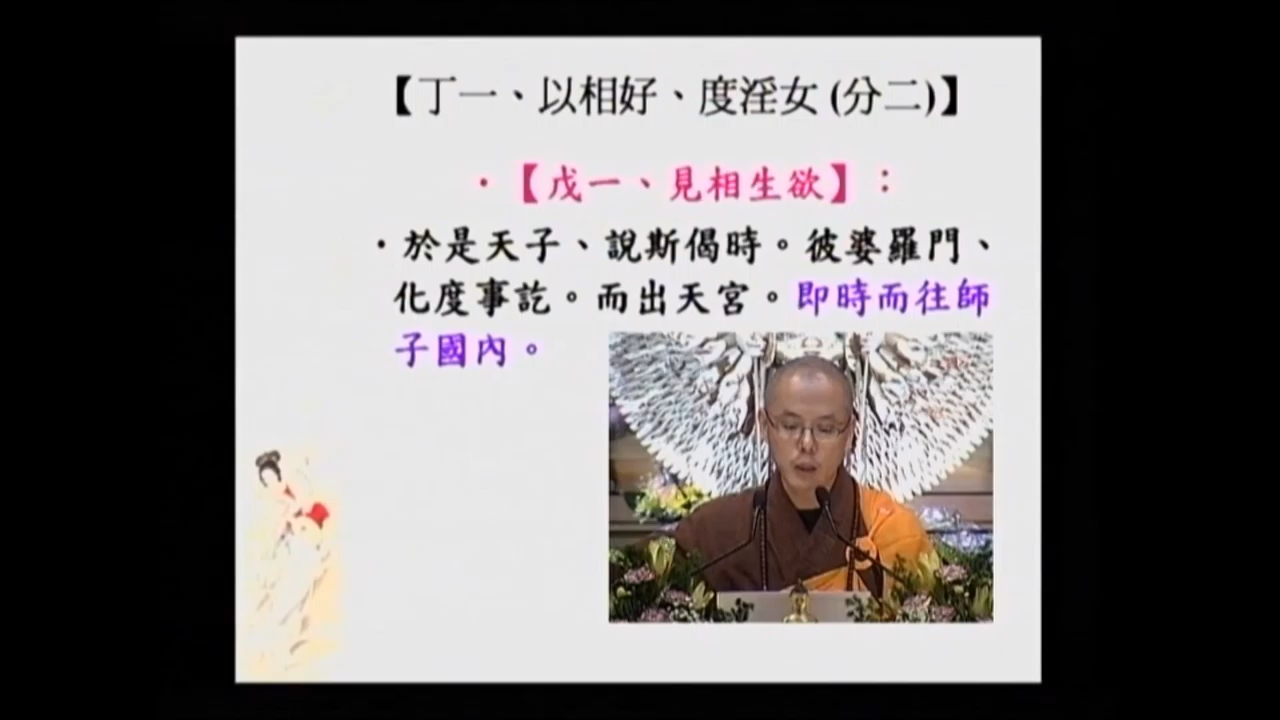 【丁一、以相好、度淫女(分二)】
•【戊一、見相生欲】：
•於是天子、說斯偈時。彼婆羅門、
化度事訖。而出天宮。即時而往師
子國內。